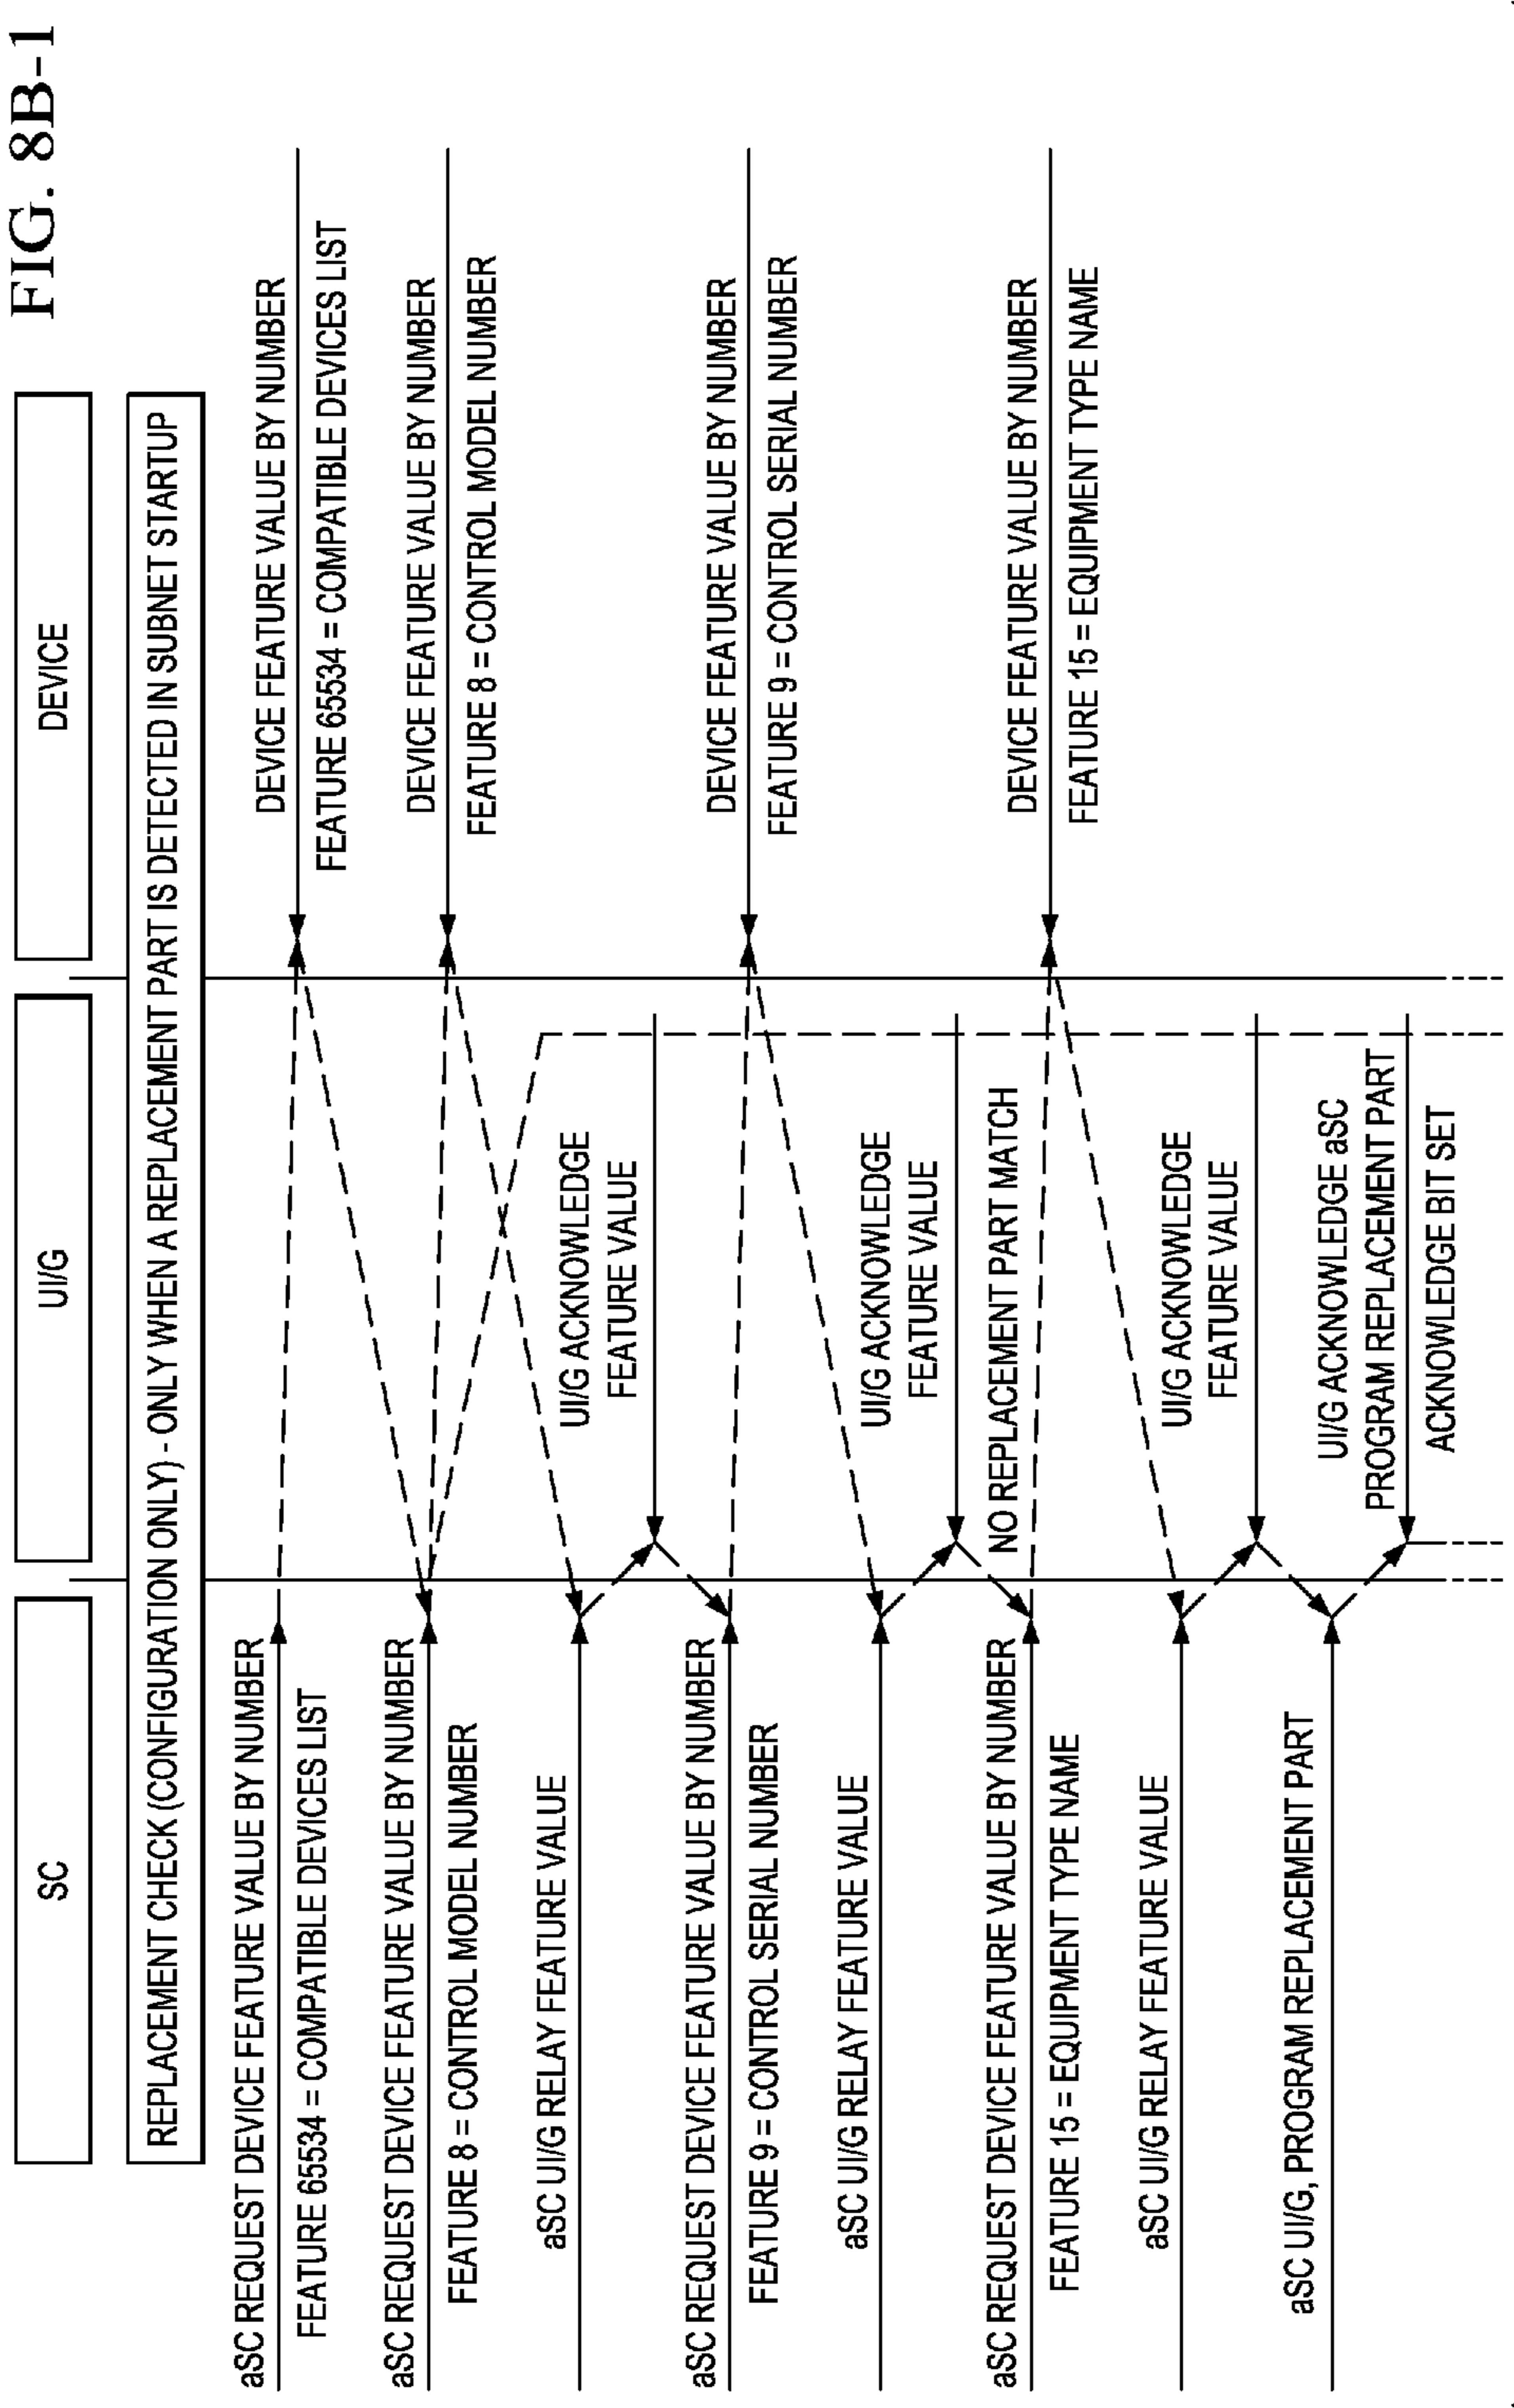 FIG. 8B-1
SC
UI/G
DEVICE
REPLACEMENT CHECK (CONFIGURATION ONLY) - ONLY WHEN A REPLACEMENT PART IS DETECTED IN SUBNET STARTUP
aSC REQUEST DEVICE FEATURE VALUE BY NUMBER
FEATURE 65534 = COMPATIBLE DEVICES LIST
DEVICE FEATURE VALUE BY NUMBER
FEATURE 65534 = COMPATIBLE DEVICES LIST
aSC REQUEST DEVICE FEATURE VALUE BY NUMBER
FEATURE 8 = CONTROL MODEL NUMBER
DEVICE FEATURE VALUE BY NUMBER
FEATURE 8 = CONTROL MODEL NUMBER
aSC UI/G RELAY FEATURE VALUE
UI/G ACKNOWLEDGE
FEATURE VALUE
aSC REQUEST DEVICE FEATURE VALUE BY NUMBER
FEATURE 9 = CONTROL SERIAL NUMBER
DEVICE FEATURE VALUE BY NUMBER
FEATURE 9 = CONTROL SERIAL NUMBER
aSC UI/G RELAY FEATURE VALUE
UI/G ACKNOWLEDGE
FEATURE VALUE
NO REPLACEMENT PART MATCH
aSC REQUEST DEVICE FEATURE VALUE BY NUMBER
FEATURE 15 = EQUIPMENT TYPE NAME
DEVICE FEATURE VALUE BY NUMBER
FEATURE 15 = EQUIPMENT TYPE NAME
aSC UI/G RELAY FEATURE VALUE
UI/G ACKNOWLEDGE
FEATURE VALUE
aSC UI/G, PROGRAM REPLACEMENT PART
UI/G ACKNOWLEDGE aSC
PROGRAM REPLACEMENT PART
ACKNOWLEDGE BIT SET